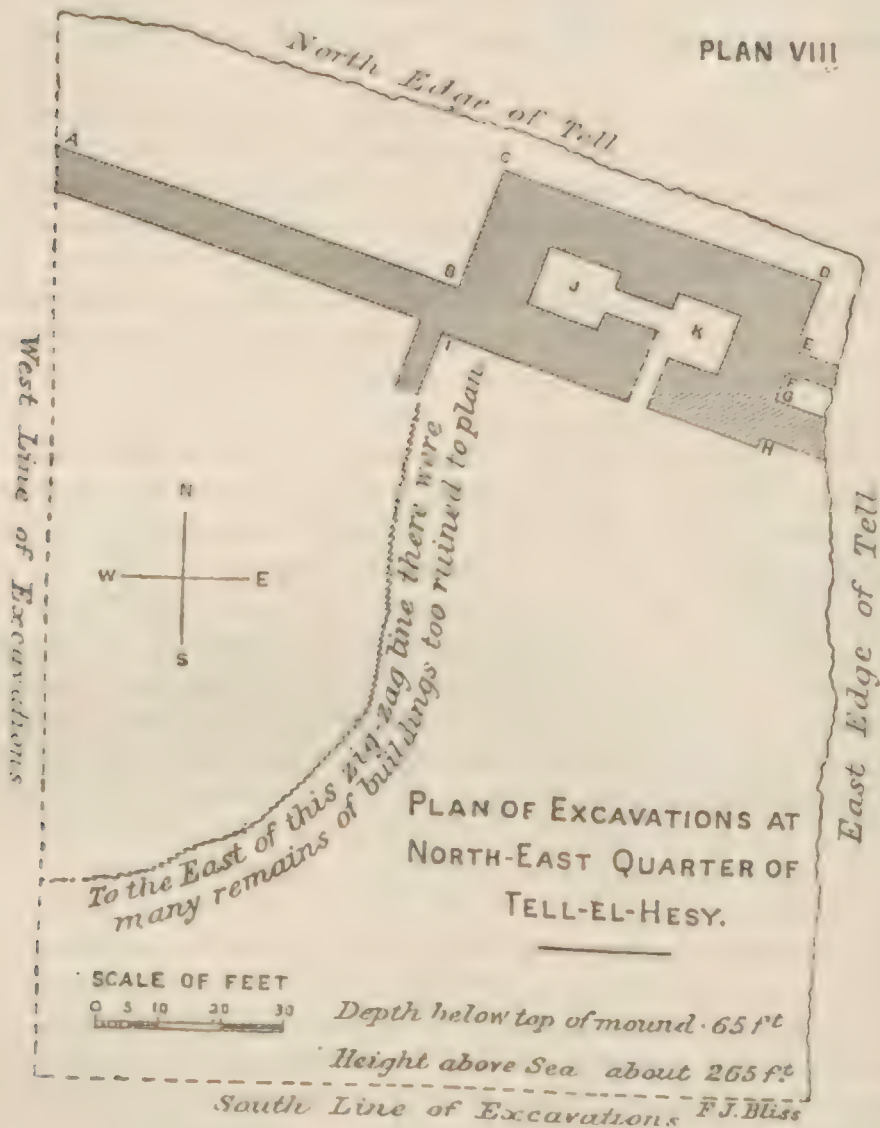 PLAN VIII
North Edge of Tell
A
C
B
D
J
K
E
I
F
G
H
West Line of Excavations
East Edge of Tell
N
W E
S
To the East of this zig-zag line there were
many remains of buildings too ruined to plan.
PLAN OF EXCAVATIONS AT
NORTH-EAST QUARTER OF
TELL-EL-HESY.
SCALE OF FEET
0 5 10 20 30
Depth below top of mound. 65 ft
Height above Sea about 265 ft.
South Line of Excavations
F J. Bliss